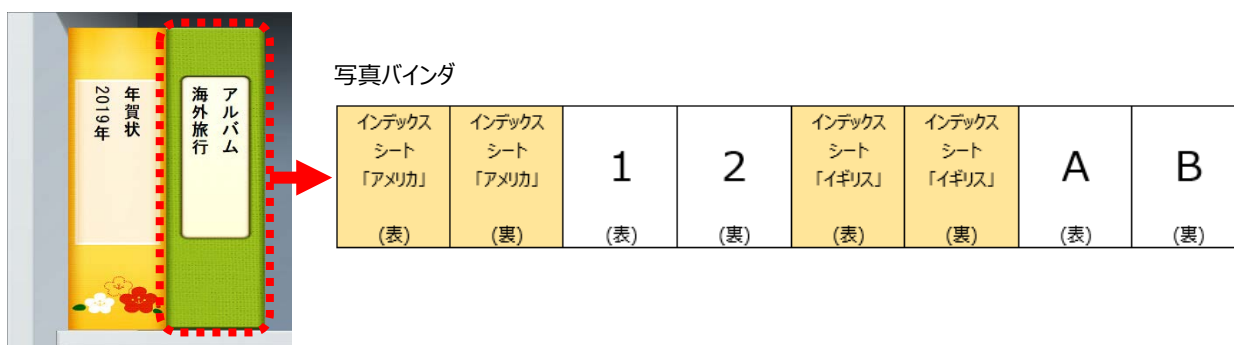 年賀状
2019年
アルバム
海外旅行
写真バインダ
インデックス
シート
「アメリカ」
(表)
インデックス
シート
「アメリカ」
(裏)
1
(表)
2
(裏)
インデックス
シート
「イギリス」
(表)
インデックス
シート
「イギリス」
(裏)
A
(表)
B
(裏)